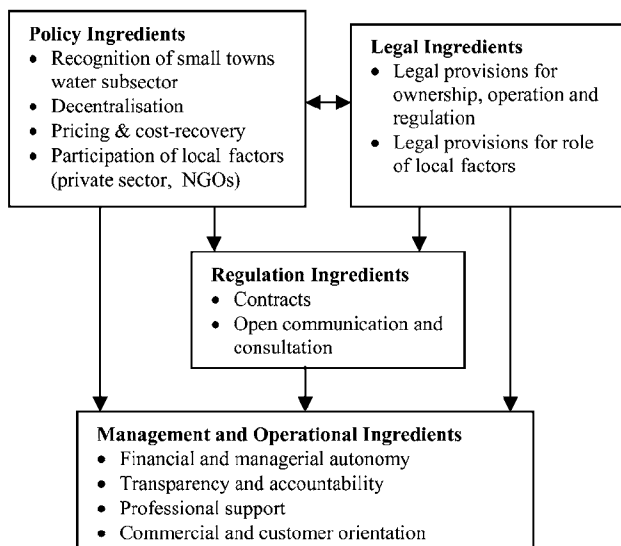 Policy Ingredients
• Recognition of small towns
water subsector
• Decentralisation
• Pricing & cost-recovery
• Participation of local factors
(private sector, NGOs)
Legal Ingredients
• Legal provisions for
ownership, operation and
regulation
• Legal provisions for role
of local factors
Regulation Ingredients
• Contracts
• Open communication and
consultation
Management and Operational Ingredients
• Financial and managerial autonomy
• Transparency and accountability
• Professional support
• Commercial and customer orientation